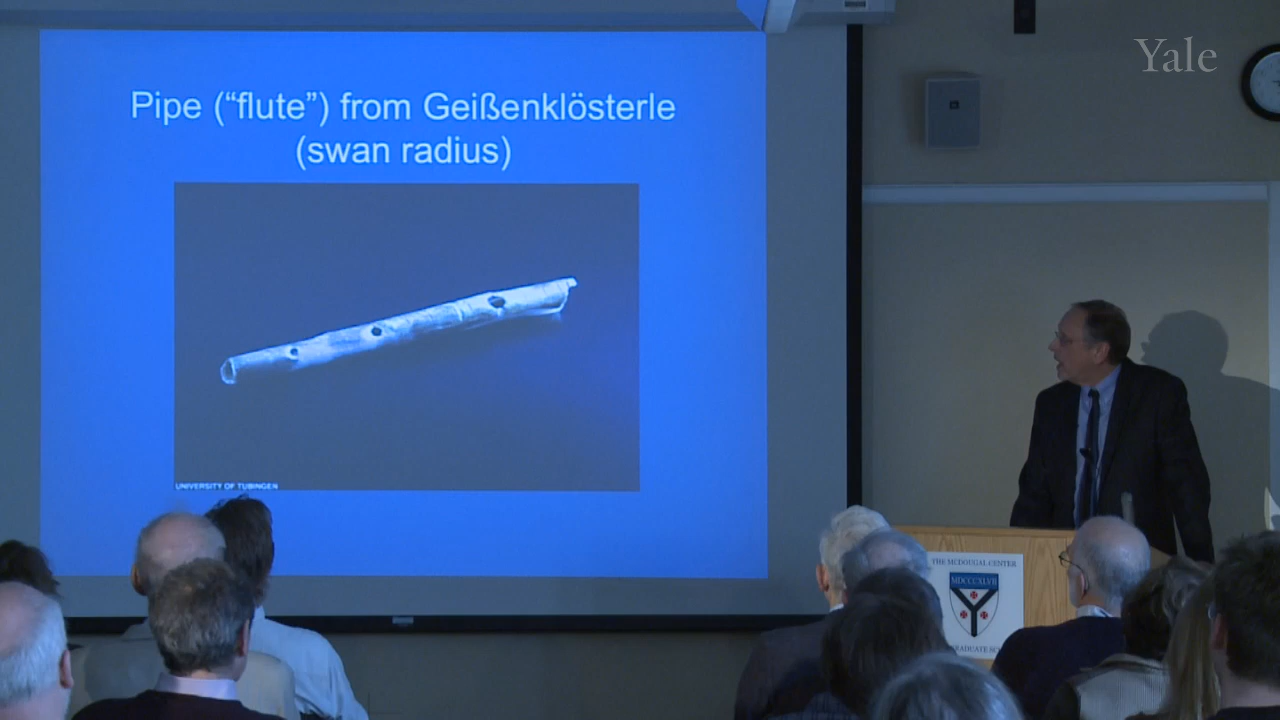 Yale
Pipe (“flute”) from Geißenklösterle
(swan radius)
UNIVERSITY OF TUBINGEN
THE MCDOUGAL CENTER
MDCCCXLVII